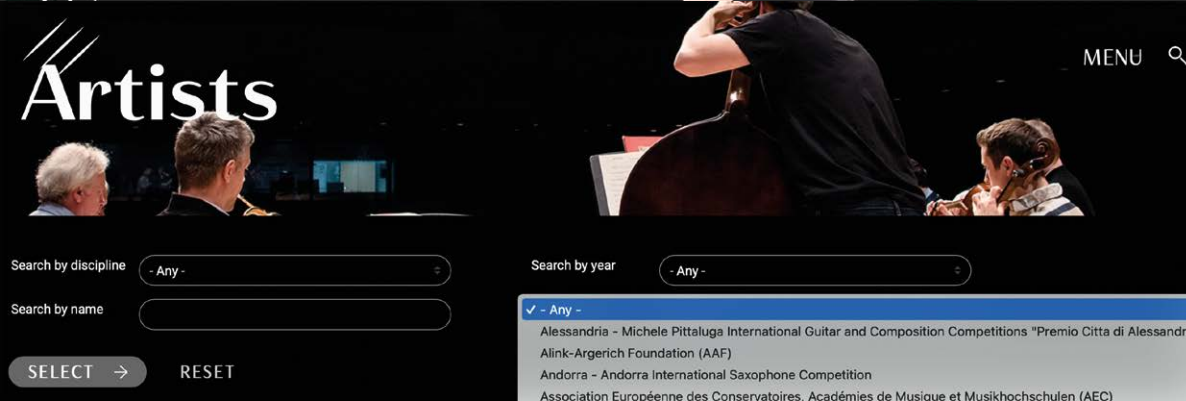 Artists
MENU
Search by discipline
- Any -
Search by year
- Any -
Search by name
✓ - Any -
Alessandria - Michele Pittaluga International Guitar and Composition Competitions "Premio Citta di Alessandr
Alink-Argerich Foundation (AAF)
Andorra - Andorra International Saxophone Competition
Association Européenne des Conservatoires, Académies de Musique et Musikhochschulen (AEC)
SELECT →
RESET